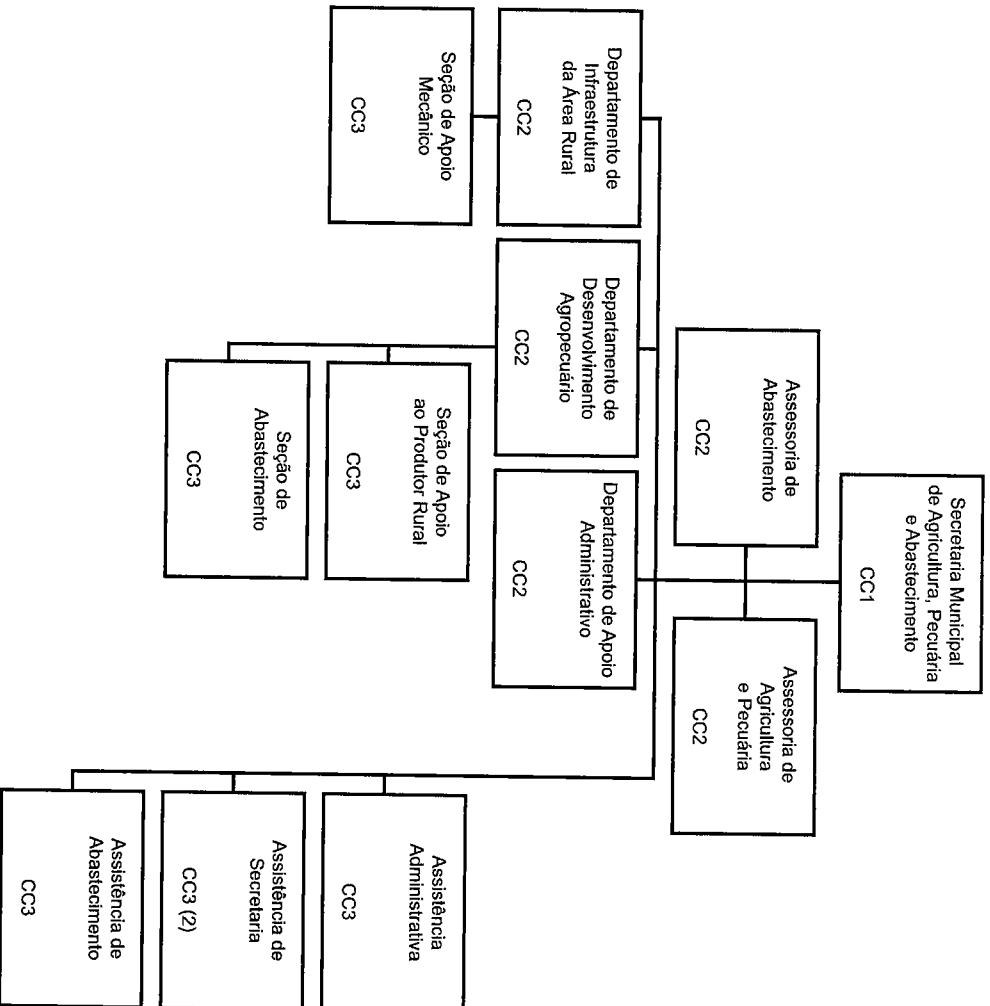 Secretaria Municipal
de Agricultura, Pecuária
e Abastecimento
CC1
Assessoria de
Abastecimento
CC2
Assessoria de
Agricultura
e Pecuária
CC2
Departamento de
Infraestrutura
da Área Rural
CC2
Departamento de
Desenvolvimento
Agropecuário
CC2
Departamento de Apoio
Administrativo
CC2
Seção de Apoio
Mecânico
CC3
Seção de Apoio
ao Produtor Rural
CC3
Seção de
Abastecimento
CC3
Assistência
Administrativa
CC3
Assistência de
Secretaria
CC3 (2)
Assistência de
Abastecimento
CC3